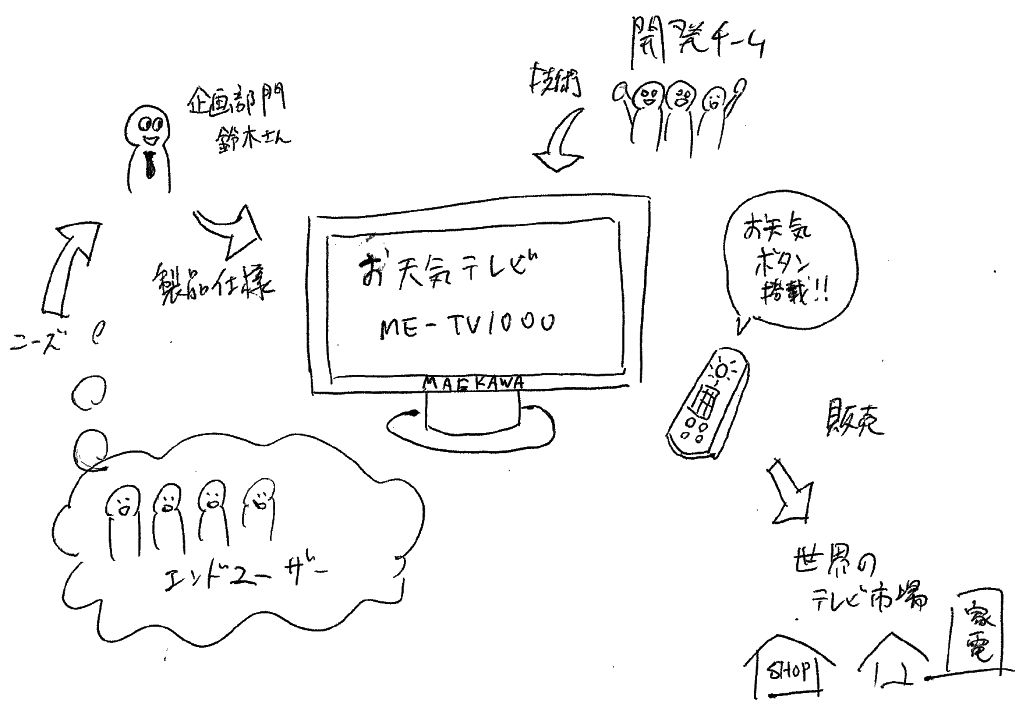 開発チーム
技術
企画部門
鈴木さん
お天気
ボタン
搭載!!
お天気テレビ
ME-TV1000
製品仕様
ニーズ
MAEKAWA
販売
エンドユーザー
世界の
テレビ市場
家電
SHOP